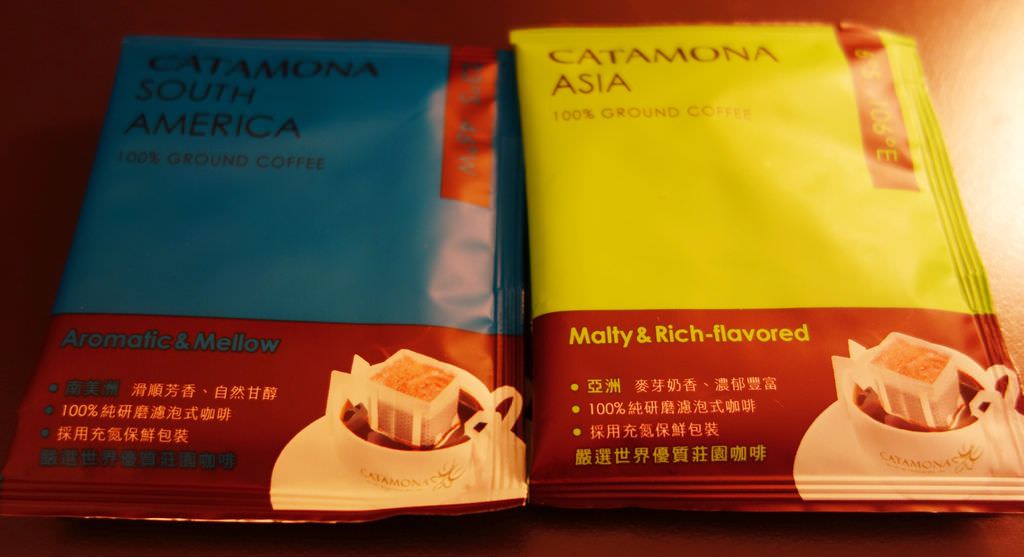 CATAMONA
SOUTH
AMERICA
100% GROUND COFFEE
Aromatic & Mellow
• 南美洲 滑順芳香、自然甘醇
• 100%純研磨濾泡式咖啡
• 採用充氮保鮮包裝
嚴選世界優質莊園咖啡
CATAMONA
CATAMONA
ASIA
100% GROUND COFFEE
6°S 106°E
Malty & Rich-flavored
• 亞洲 麥芽奶香、濃郁豐富
• 100%純研磨濾泡式咖啡
• 採用充氮保鮮包裝
嚴選世界優質莊園咖啡
CATAMONA